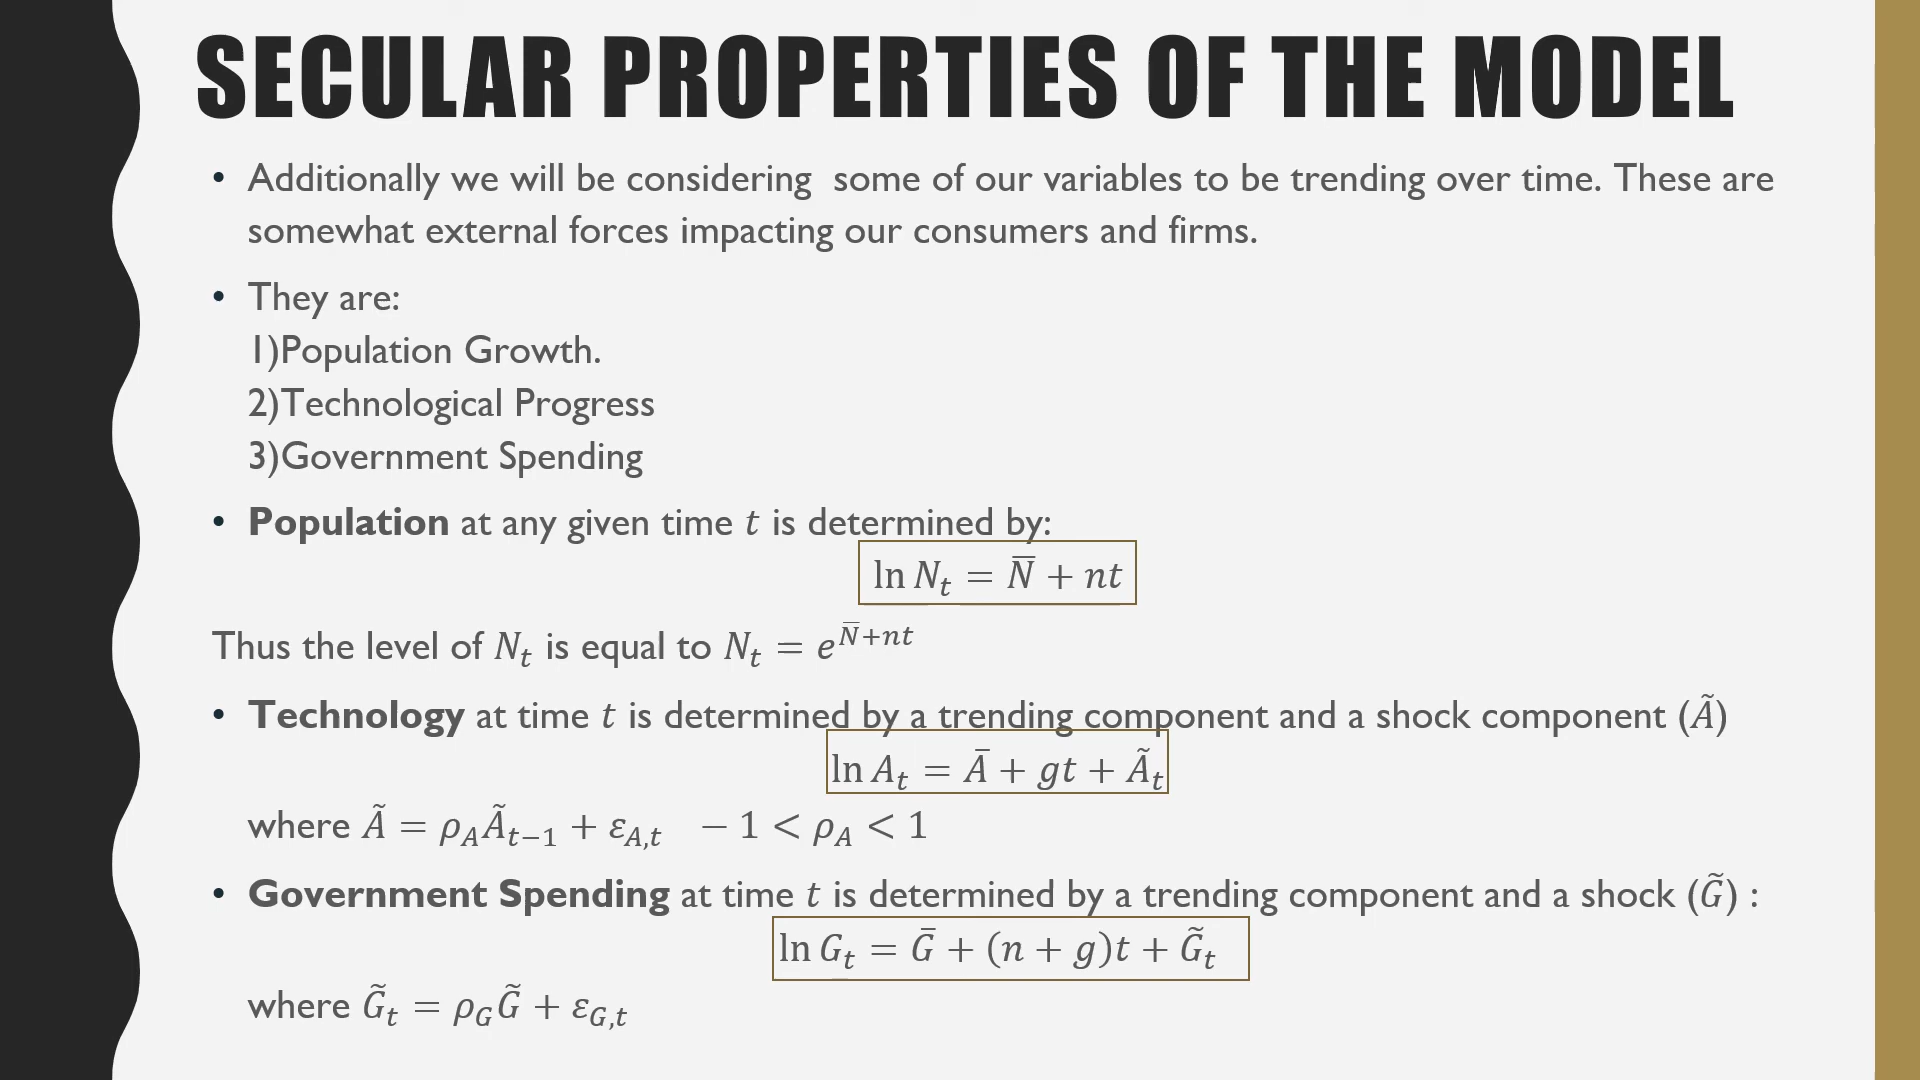 SECULAR PROPERTIES OF THE MODEL
• Additionally we will be considering some of our variables to be trending over time. These are
somewhat external forces impacting our consumers and firms.
• They are:
1)Population Growth.
2)Technological Progress
3)Government Spending
• Population at any given time t is determined by:
ln N_t = N̅ + nt
Thus the level of N_t is equal to N_t = e^{N̅+nt}
• Technology at time t is determined by a trending component and a shock component (Ã)
ln A_t = Ā + gt + Ã_t
where Ã = ρ_A Ã_{t−1} + ε_{A,t} − 1 < ρ_A < 1
• Government Spending at time t is determined by a trending component and a shock (G̃) :
ln G_t = Ḡ + (n + g)t + G̃_t
where G̃_t = ρ_G G̃ + ε_{G,t}